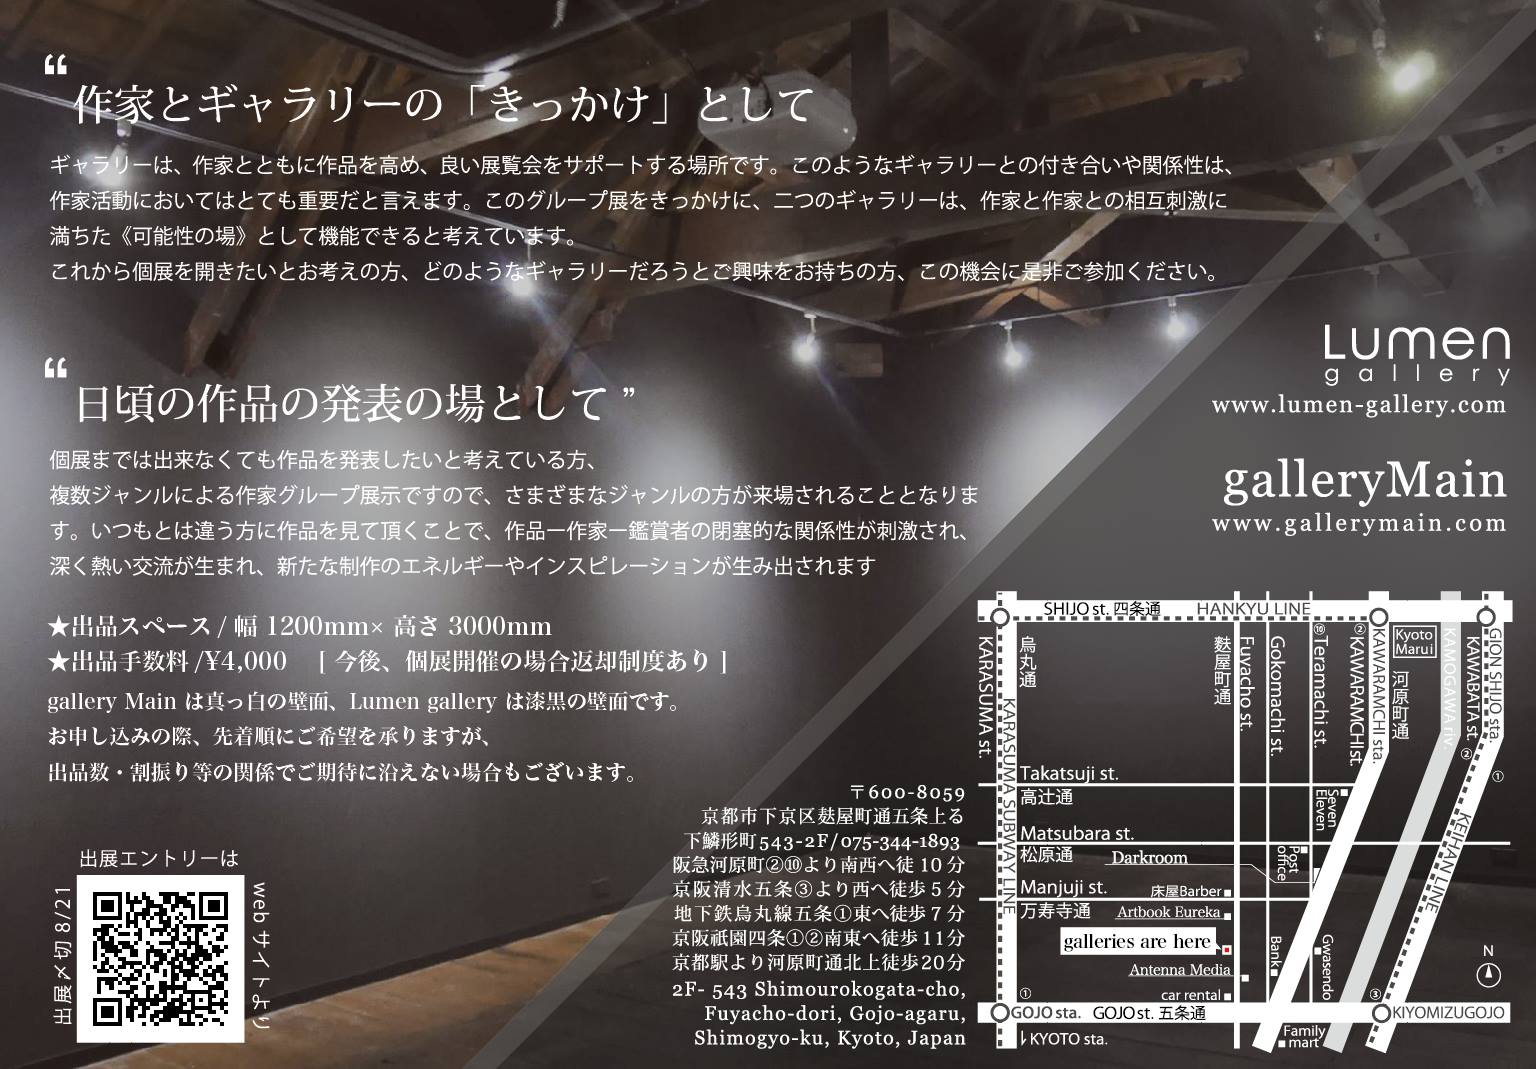 “
作家とギャラリーの「きっかけ」として
ギャラリーは、作家とともに作品を高め、良い展覧会をサポートする場所です。このようなギャラリーとの付き合いや関係性は、
作家活動においてはとても重要だと言えます。このグループ展をきっかけに、二つのギャラリーは、作家と作家との相互刺激に
満ちた《可能性の場》として機能できると考えています。
これから個展を開きたいとお考えの方、どのようなギャラリーだろうとご興味をお持ちの方、この機会に是非ご参加ください。
“
日頃の作品の発表の場として ”
個展までは出来なくても作品を発表したいと考えている方、
複数ジャンルによる作家グループ展示ですので、さまざまなジャンルの方が来場されることとなりま
す。いつもとは違う方に作品を見て頂くことで、作品ー作家ー鑑賞者の閉塞的な関係性が刺激され、
深く熱い交流が生まれ、新たな制作のエネルギーやインスピレーションが生み出されます
★出品スペース / 幅 1200mm× 高さ 3000mm
★出品手数料 /¥4,000 [ 今後、個展開催の場合返却制度あり ]
gallery Main は真っ白の壁面、Lumen gallery は漆黒の壁面です。
お申し込みの際、先着順にご希望を承りますが、
出品数・割振り等の関係でご期待に沿えない場合もございます。
出展エントリーは
出展〆切 8/21
web サイトより
Lumen
gallery
www.lumen-gallery.com
galleryMain
www.gallerymain.com
〒600-8059
京都市下京区麸屋町通五条上る
下鱗形町543-2F/075-344-1893
阪急河原町②⑩より南西へ徒 10 分
京阪清水五条③より西へ徒歩 5 分
地下鉄烏丸線五条①東へ徒歩 7 分
京阪祇園四条①②南東へ徒歩 11分
京都駅より河原町通北上徒歩20分
2F- 543 Shimourokogata-cho,
Fuyacho-dori, Gojo-agaru,
Shimogyo-ku, Kyoto, Japan
SHIJO st. 四条通
HANKYU LINE
KARASUMA st.
烏丸通
KARASUMA SUBWAY LINE
麩屋町通
Fuyacho st.
Gokomachi st.
⑩
Teramachi st.
②
KAWARAMCHI st.
KAWARAMCHI sta.
Kyoto
Marui
河原町通
KAMOGAWA riv.
KAWABATA st.
②
GION SHIJO sta.
①
KEIHAN LINE
Takatsuji st.
高辻通
Seven
Eleven
Matsubara st.
松原通
Darkroom
Post
office
Manjuji st.
床屋Barber
万寿寺通
Artbook Eureka
galleries are here
Antenna Media
Bank
Gwasendo
car rental
①
③
GOJO sta.
GOJO st. 五条通
KIYOMIZUGOJO
KYOTO sta.
Family
mart
N